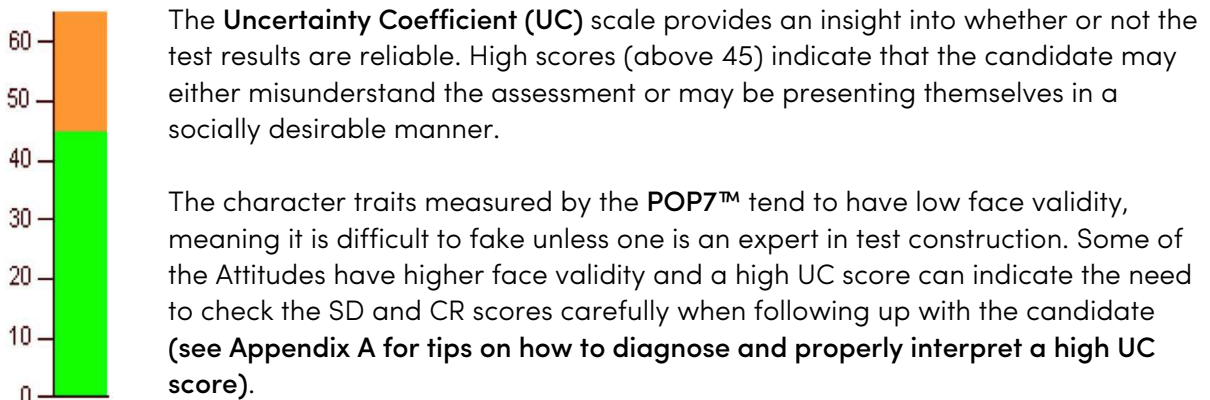 The Uncertainty Coefficient (UC) scale provides an insight into whether or not the
test results are reliable. High scores (above 45) indicate that the candidate may
either misunderstand the assessment or may be presenting themselves in a
socially desirable manner.
The character traits measured by the POP7™ tend to have low face validity,
meaning it is difficult to fake unless one is an expert in test construction. Some of
the Attitudes have higher face validity and a high UC score can indicate the need
to check the SD and CR scores carefully when following up with the candidate
(see Appendix A for tips on how to diagnose and properly interpret a high UC
score).
60
50
40
30
20
10
0